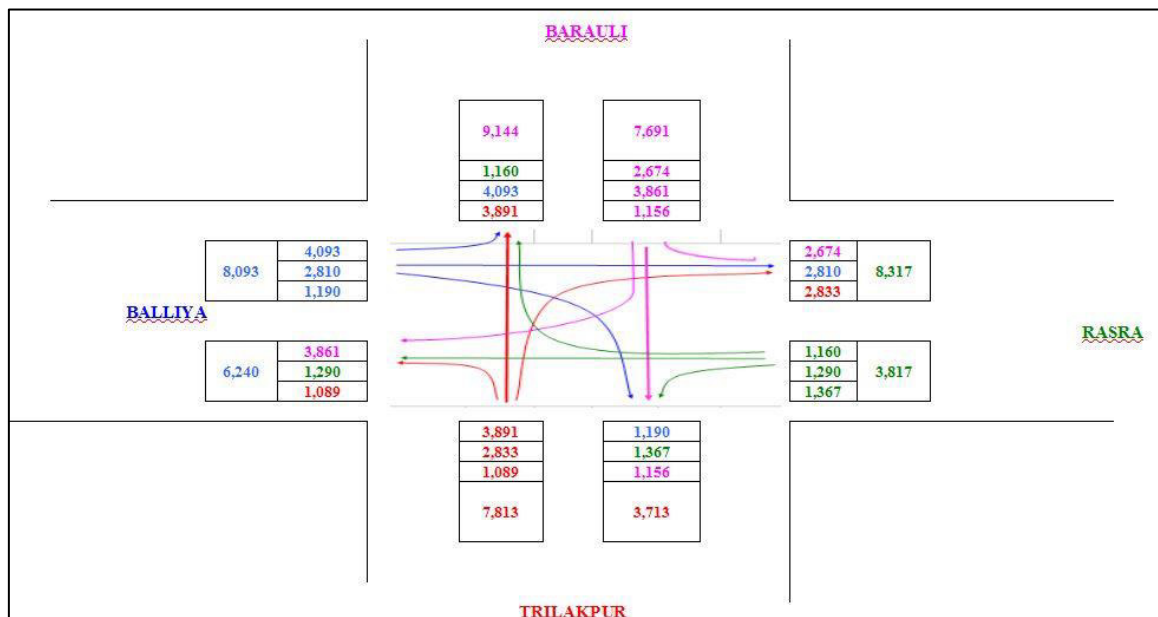 BARAULI
9,144 7,691
1,160 2,674
4,093 3,861
3,891 1,156
4,093 2,674
8,093 2,810 2,810 8,317
1,190 2,833
BALLIYA
RASRA
3,861 1,160
6,240 1,290 1,290 3,817
1,089 1,367
3,891 1,190
2,833 1,367
1,089 1,156
7,813 3,713
TRILAKPUR